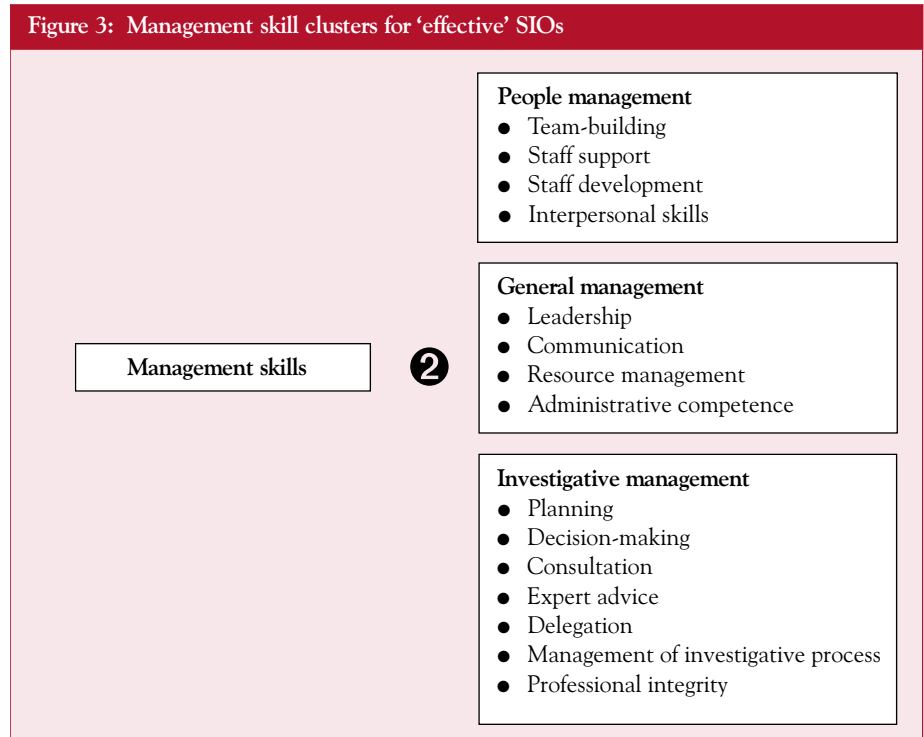 Figure 3: Management skill clusters for ‘effective’ SIOs
People management
● Team-building
● Staff support
● Staff development
● Interpersonal skills
General management
● Leadership
● Communication
● Resource management
● Administrative competence
Management skills
❷
Investigative management
● Planning
● Decision-making
● Consultation
● Expert advice
● Delegation
● Management of investigative process
● Professional integrity